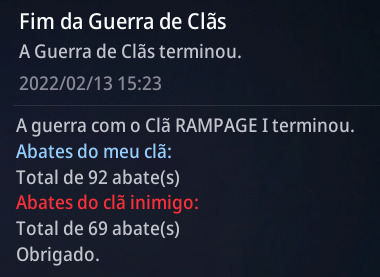 Fim da Guerra de Clãs
A Guerra de Clãs terminou.
2022/02/13 15:23
A guerra com o Clã RAMPAGE I terminou.
Abates do meu clã:
Total de 92 abate(s)
Abates do clã inimigo:
Total de 69 abate(s)
Obrigado.